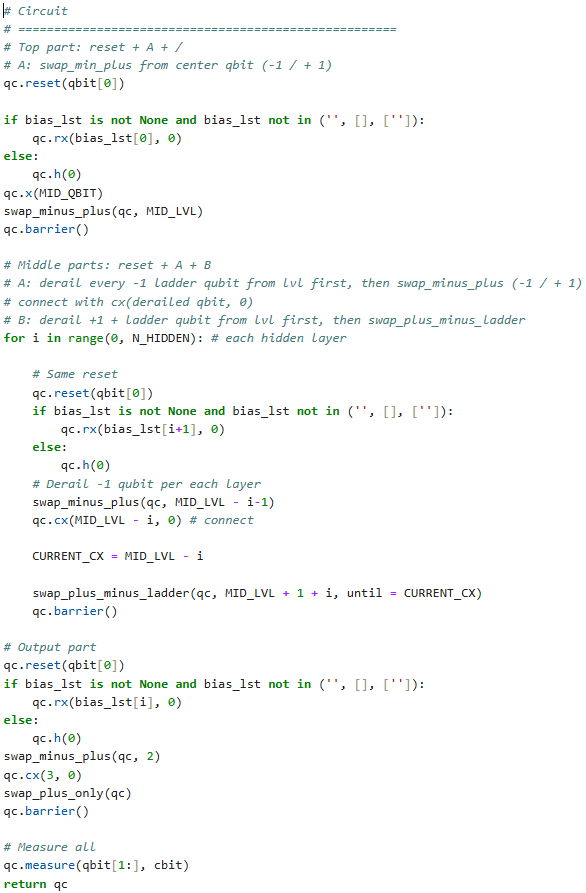 # Circuit
# =====================================================
# Top part: reset + A + /
# A: swap_min_plus from center qbit (-1 / + 1)
qc.reset(qbit[0])
if bias_lst is not None and bias_lst not in ('', [], ['']):
    qc.rx(bias_lst[0], 0)
else:
    qc.h(0)
qc.x(MID_QBIT)
swap_minus_plus(qc, MID_LVL)
qc.barrier()
# Middle parts: reset + A + B
# A: derail every -1 ladder qubit from lvl first, then swap_minus_plus (-1 / + 1)
# connect with cx(derailed qbit, 0)
# B: derail +1 + ladder qubit from lvl first, then swap_plus_minus_ladder
for i in range(0, N_HIDDEN): # each hidden layer
    # Same reset
    qc.reset(qbit[0])
    if bias_lst is not None and bias_lst not in ('', [], ['']):
        qc.rx(bias_lst[i+1], 0)
    else:
        qc.h(0)
    # Derail -1 qubit per each layer
    swap_minus_plus(qc, MID_LVL - i-1)
    qc.cx(MID_LVL - i, 0) # connect
    CURRENT_CX = MID_LVL - i
    swap_plus_minus_ladder(qc, MID_LVL + 1 + i, until = CURRENT_CX)
    qc.barrier()
# Output part
qc.reset(qbit[0])
if bias_lst is not None and bias_lst not in ('', [], ['']):
    qc.rx(bias_lst[i], 0)
else:
    qc.h(0)
swap_minus_plus(qc, 2)
qc.cx(3, 0)
swap_plus_only(qc)
qc.barrier()
# Measure all
qc.measure(qbit[1:], cbit)
return qc